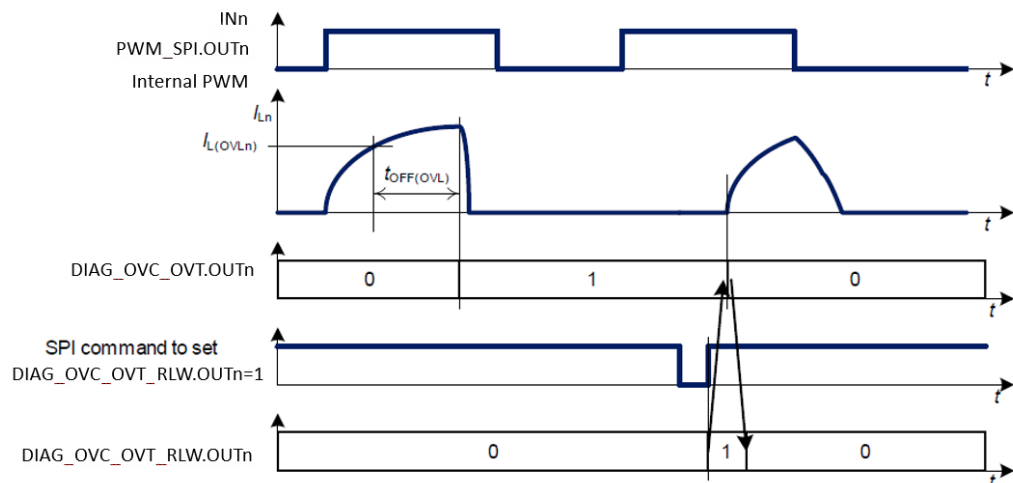 INn
PWM_SPI.OUTn
Internal PWM
t
ILn
IL(OVLn)
tOFF(OVL)
t
DIAG_OVC_OVT.OUTn
0 1 0
t
SPI command to set
DIAG_OVC_OVT_RLW.OUTn=1
t
DIAG_OVC_OVT_RLW.OUTn
0 1 0
t